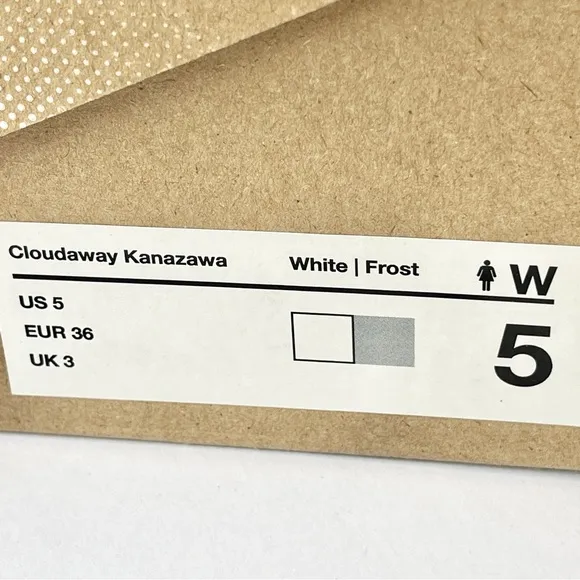 Cloudaway Kanazawa White | Frost W
US 5
EUR 36
UK 3
5